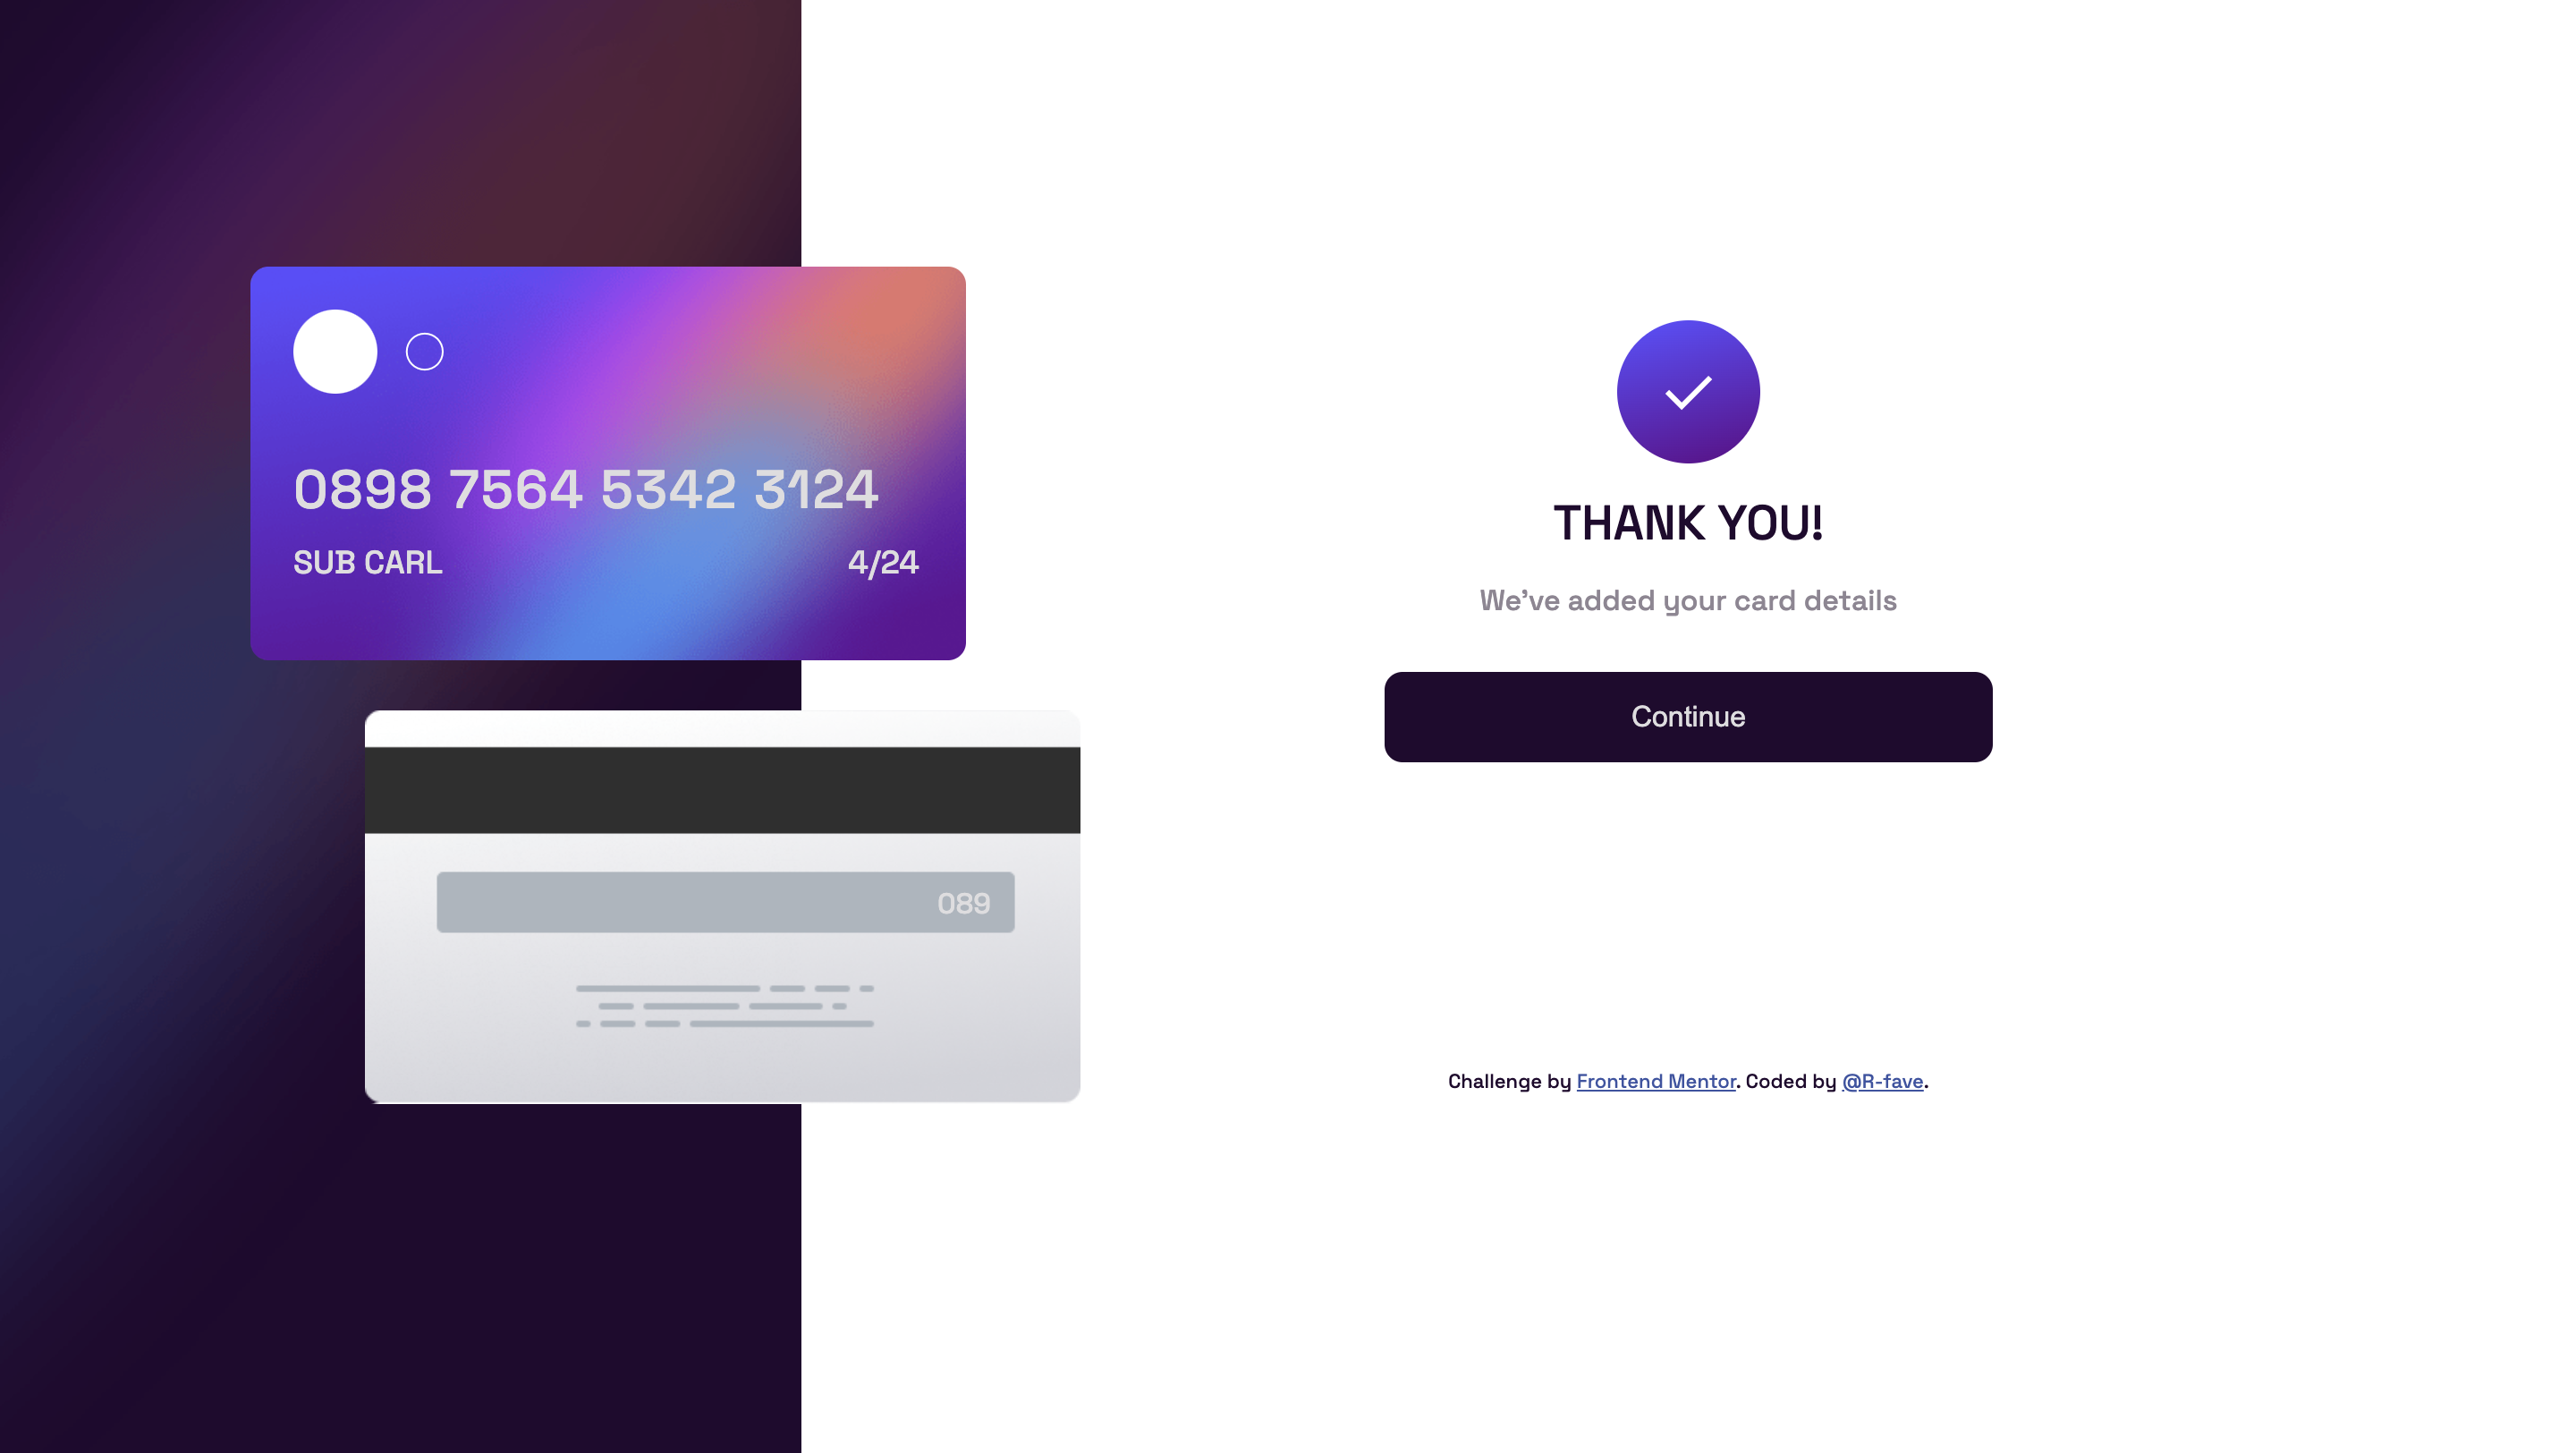 0898 7564 5342 3124
SUB CARL 4/24
089
THANK YOU!
We've added your card details
Continue
Challenge by Frontend Mentor. Coded by @R-fave.